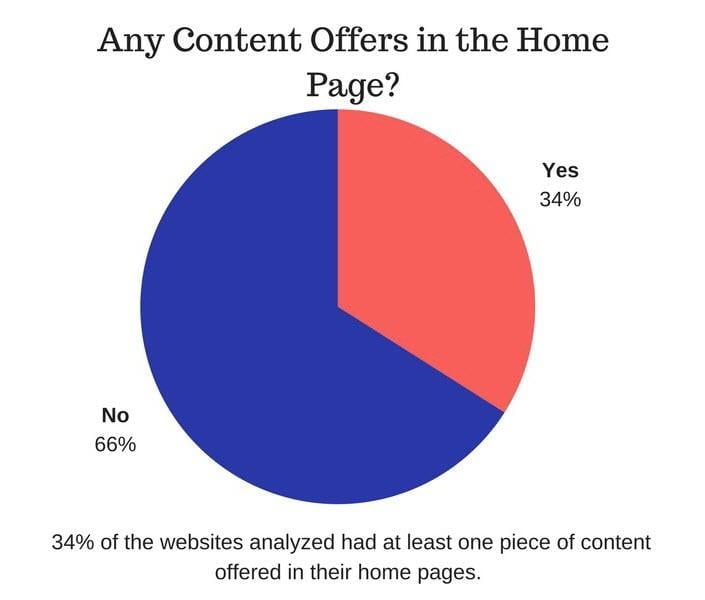 Any Content Offers in the Home
Page?
Yes
34%
No
66%
34% of the websites analyzed had at least one piece of content
offered in their home pages.